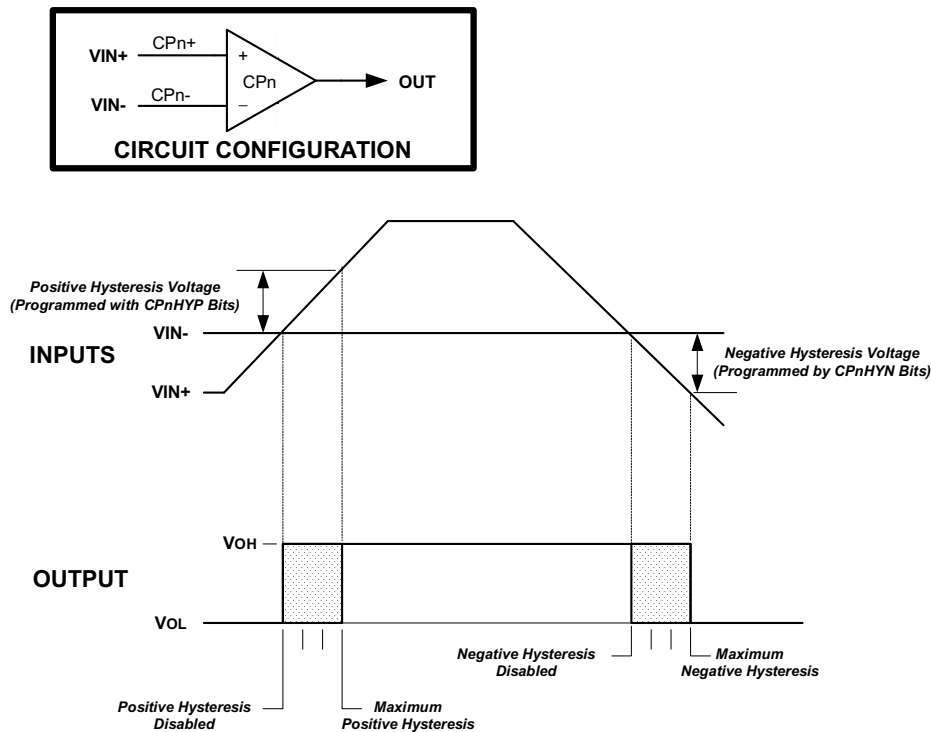 VIN+
CPn+
+
CPn
OUT
VIN-
CPn-
_
CIRCUIT CONFIGURATION
Positive Hysteresis Voltage
(Programmed with CPnHYP Bits)
VIN-
INPUTS
Negative Hysteresis Voltage
(Programmed by CPnHYN Bits)
VIN+
VOH
OUTPUT
VOL
Negative Hysteresis
Disabled
Maximum
Negative Hysteresis
Positive Hysteresis
Disabled
Maximum
Positive Hysteresis